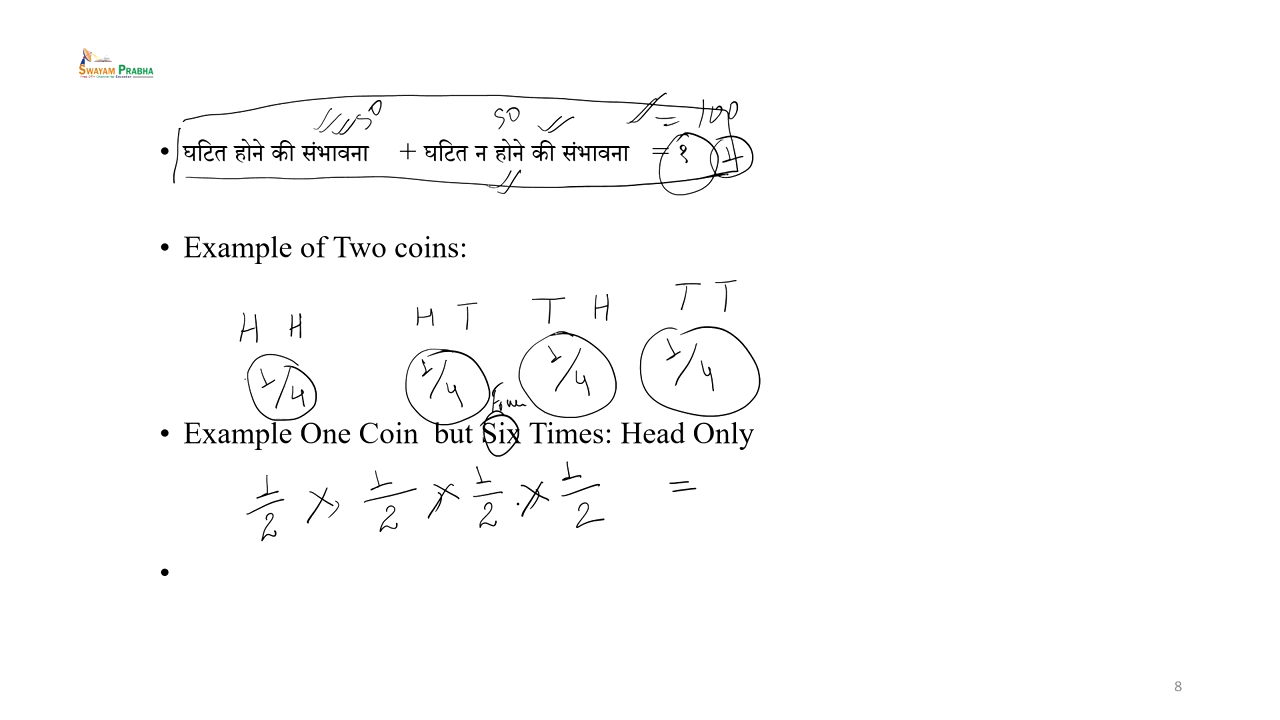 SWAYAM PRABHA
50 50 = 100
• घटित होने की संभावना + घटित न होने की संभावना = १ 1
• Example of Two coins:
H H H T T H T T
1/4 1/4 1/4 1/4
Four
• Example One Coin but Six Times: Head Only
1/2 × 1/2 × 1/2 × 1/2 =
•
8